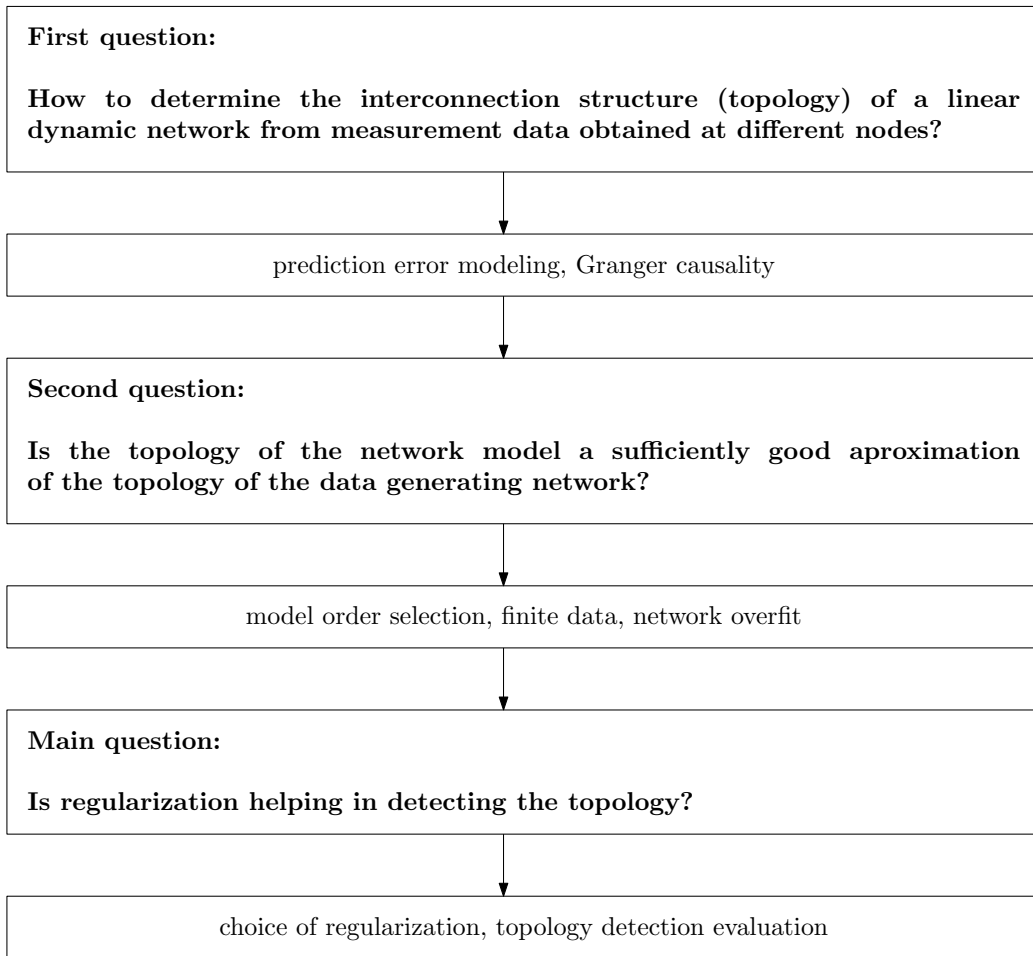 First question:
How to determine the interconnection structure (topology) of a linear
dynamic network from measurement data obtained at different nodes?
prediction error modeling, Granger causality
Second question:
Is the topology of the network model a sufficiently good aproximation
of the topology of the data generating network?
model order selection, finite data, network overfit
Main question:
Is regularization helping in detecting the topology?
choice of regularization, topology detection evaluation